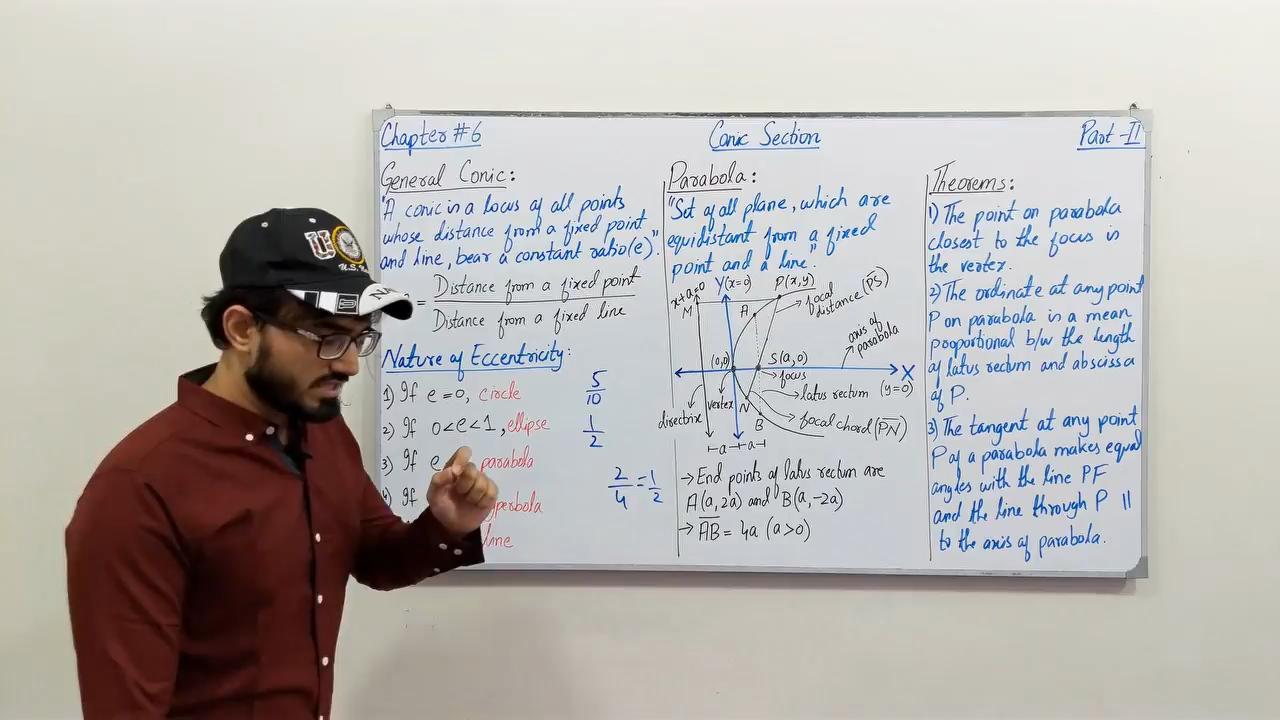 Chapter #6
Conic Section
Part -II
General Conic:
"A conic in a locus of all points
whose distance from a fixed point
and line, bear a constant ratio(e)."
= Distance from a fixed point
Distance from a fixed line
Nature of Eccentricity:
1) If e=0, circle
2) If 0<e<1, ellipse
3) If e parabola
If
line
5
10
1
2
2 = 1
4 2
Parabola:
"Set of all plane, which are
equidistant from a fixed
point and a line."
x+a=0
Y(x=0)
P(x,y)
M
A
focal
distance (PS)
axis of
parabola
(0,0)
S(a,0)
X
focus
(y=0)
latus rectum
directrix
vertex
N
B
focal chord (PN)
a
a
→ End points of latus rectum are
A(a, 2a) and B(a, -2a)
→ AB = 4a (a>0)
Theorems:
1) The point on parabola
closest to the focus is
the vertex.
2) The ordinate at any point
P on parabola is a mean
proportional b/w the length
of latus rectum and abscissa
of P.
3) The tangent at any point
P of a parabola makes equal
angles with the line PF
and the line through P ||
to the axis of parabola.
U
U.S.
NA